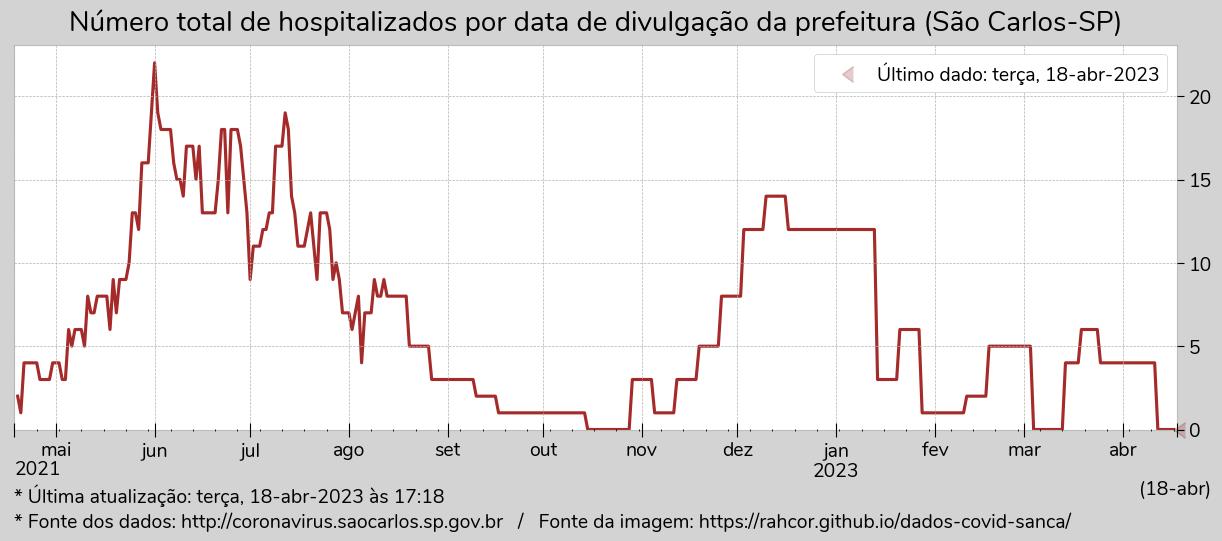 Número total de hospitalizados por data de divulgação da prefeitura (São Carlos-SP)
Último dado: terça, 18-abr-2023
20
15
10
5
0
mai jun jul ago set out nov dez jan fev mar abr
2021 2023
(18-abr)
* Última atualização: terça, 18-abr-2023 às 17:18
* Fonte dos dados: http://coronavirus.saocarlos.sp.gov.br / Fonte da imagem: https://rahcor.github.io/dados-covid-sanca/